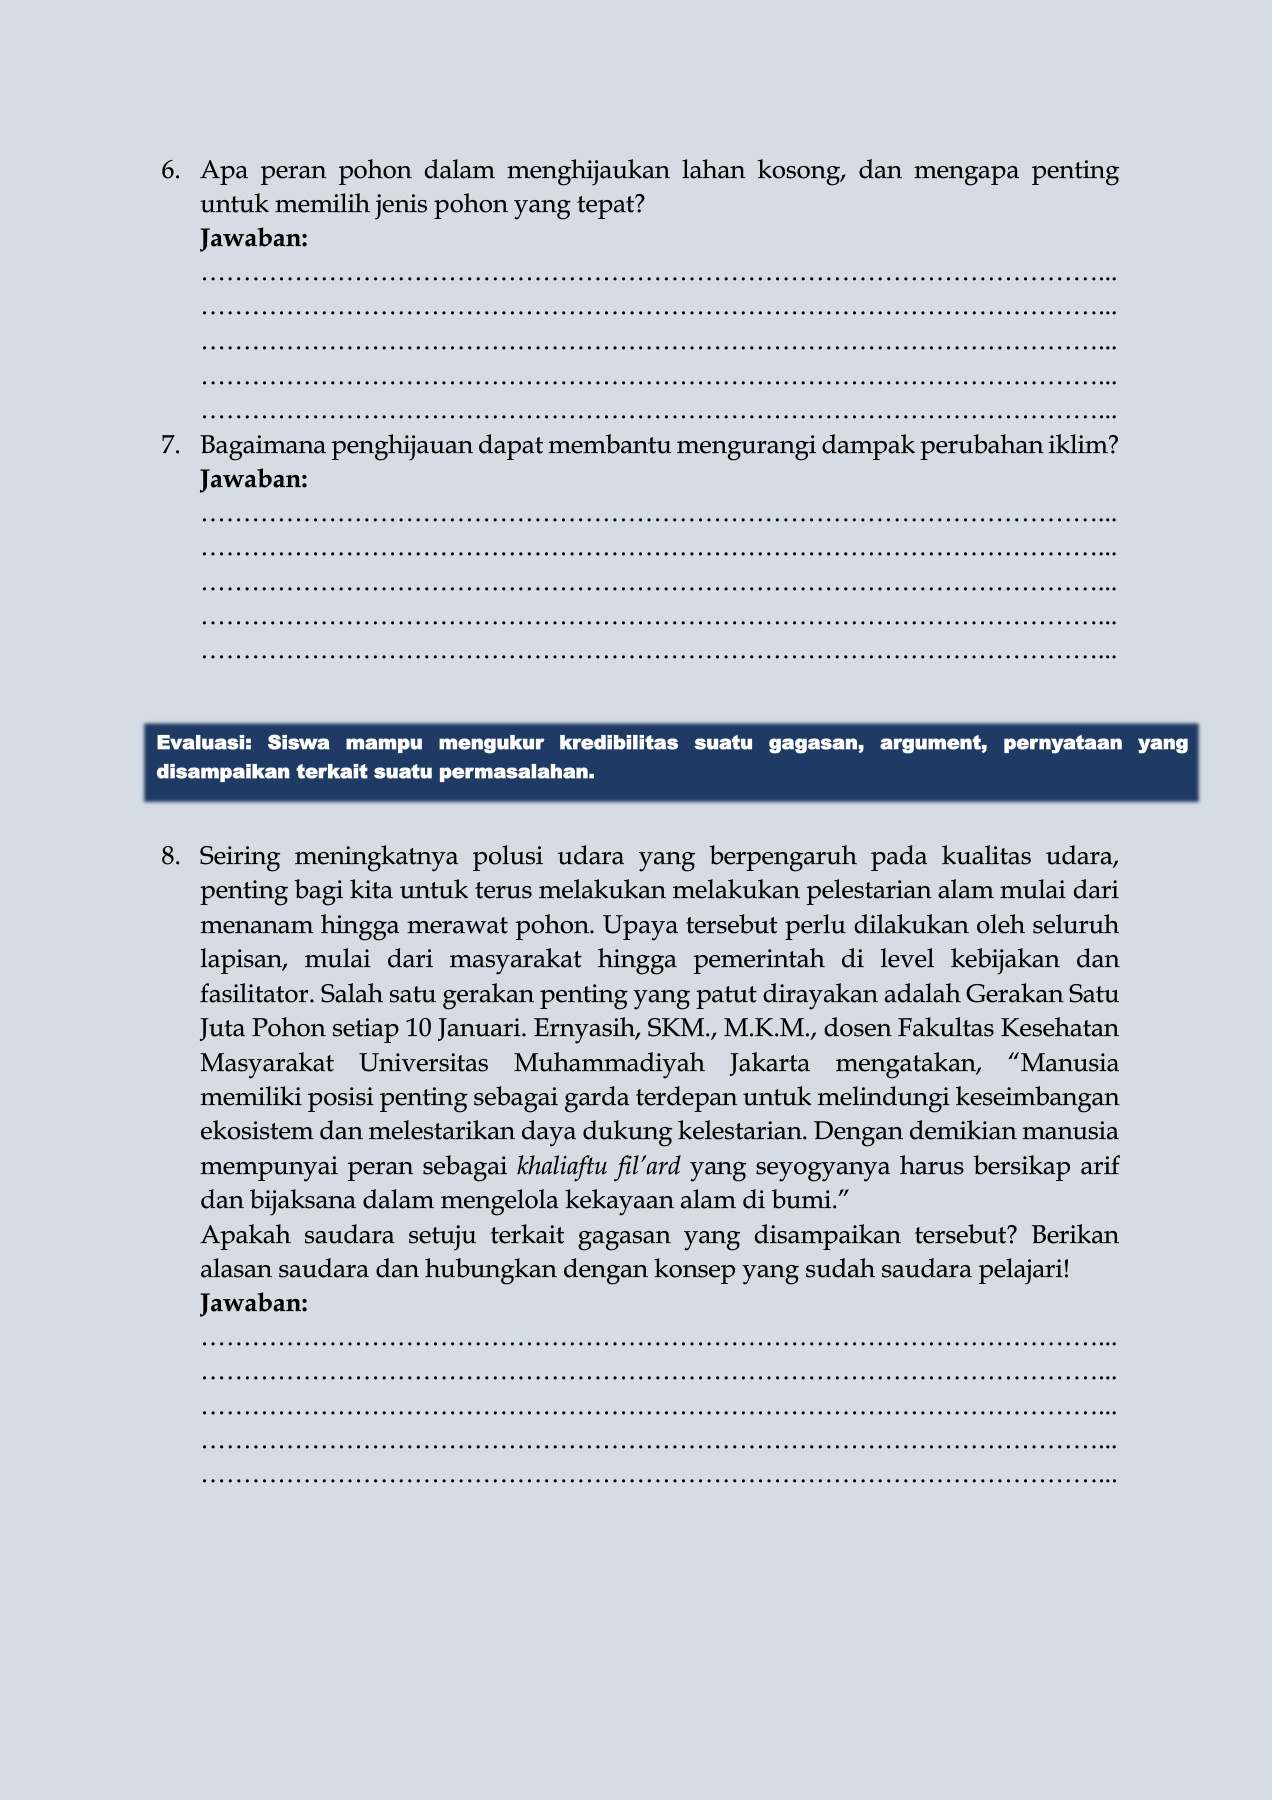 6. Apa peran pohon dalam menghijaukan lahan kosong, dan mengapa penting
untuk memilih jenis pohon yang tepat?
Jawaban:
…………………………………………………………………………………………...
…………………………………………………………………………………………...
…………………………………………………………………………………………...
…………………………………………………………………………………………...
…………………………………………………………………………………………...
7. Bagaimana penghijauan dapat membantu mengurangi dampak perubahan iklim?
Jawaban:
…………………………………………………………………………………………...
…………………………………………………………………………………………...
…………………………………………………………………………………………...
…………………………………………………………………………………………...
…………………………………………………………………………………………...
Evaluasi: Siswa mampu mengukur kredibilitas suatu gagasan, argument, pernyataan yang
disampaikan terkait suatu permasalahan.
8. Seiring meningkatnya polusi udara yang berpengaruh pada kualitas udara,
penting bagi kita untuk terus melakukan melakukan pelestarian alam mulai dari
menanam hingga merawat pohon. Upaya tersebut perlu dilakukan oleh seluruh
lapisan, mulai dari masyarakat hingga pemerintah di level kebijakan dan
fasilitator. Salah satu gerakan penting yang patut dirayakan adalah Gerakan Satu
Juta Pohon setiap 10 Januari. Ernyasih, SKM., M.K.M., dosen Fakultas Kesehatan
Masyarakat Universitas Muhammadiyah Jakarta mengatakan, “Manusia
memiliki posisi penting sebagai garda terdepan untuk melindungi keseimbangan
ekosistem dan melestarikan daya dukung kelestarian. Dengan demikian manusia
mempunyai peran sebagai khaliaftu fil’ard yang seyogyanya harus bersikap arif
dan bijaksana dalam mengelola kekayaan alam di bumi.”
Apakah saudara setuju terkait gagasan yang disampaikan tersebut? Berikan
alasan saudara dan hubungkan dengan konsep yang sudah saudara pelajari!
Jawaban:
…………………………………………………………………………………………...
…………………………………………………………………………………………...
…………………………………………………………………………………………...
…………………………………………………………………………………………...
…………………………………………………………………………………………...